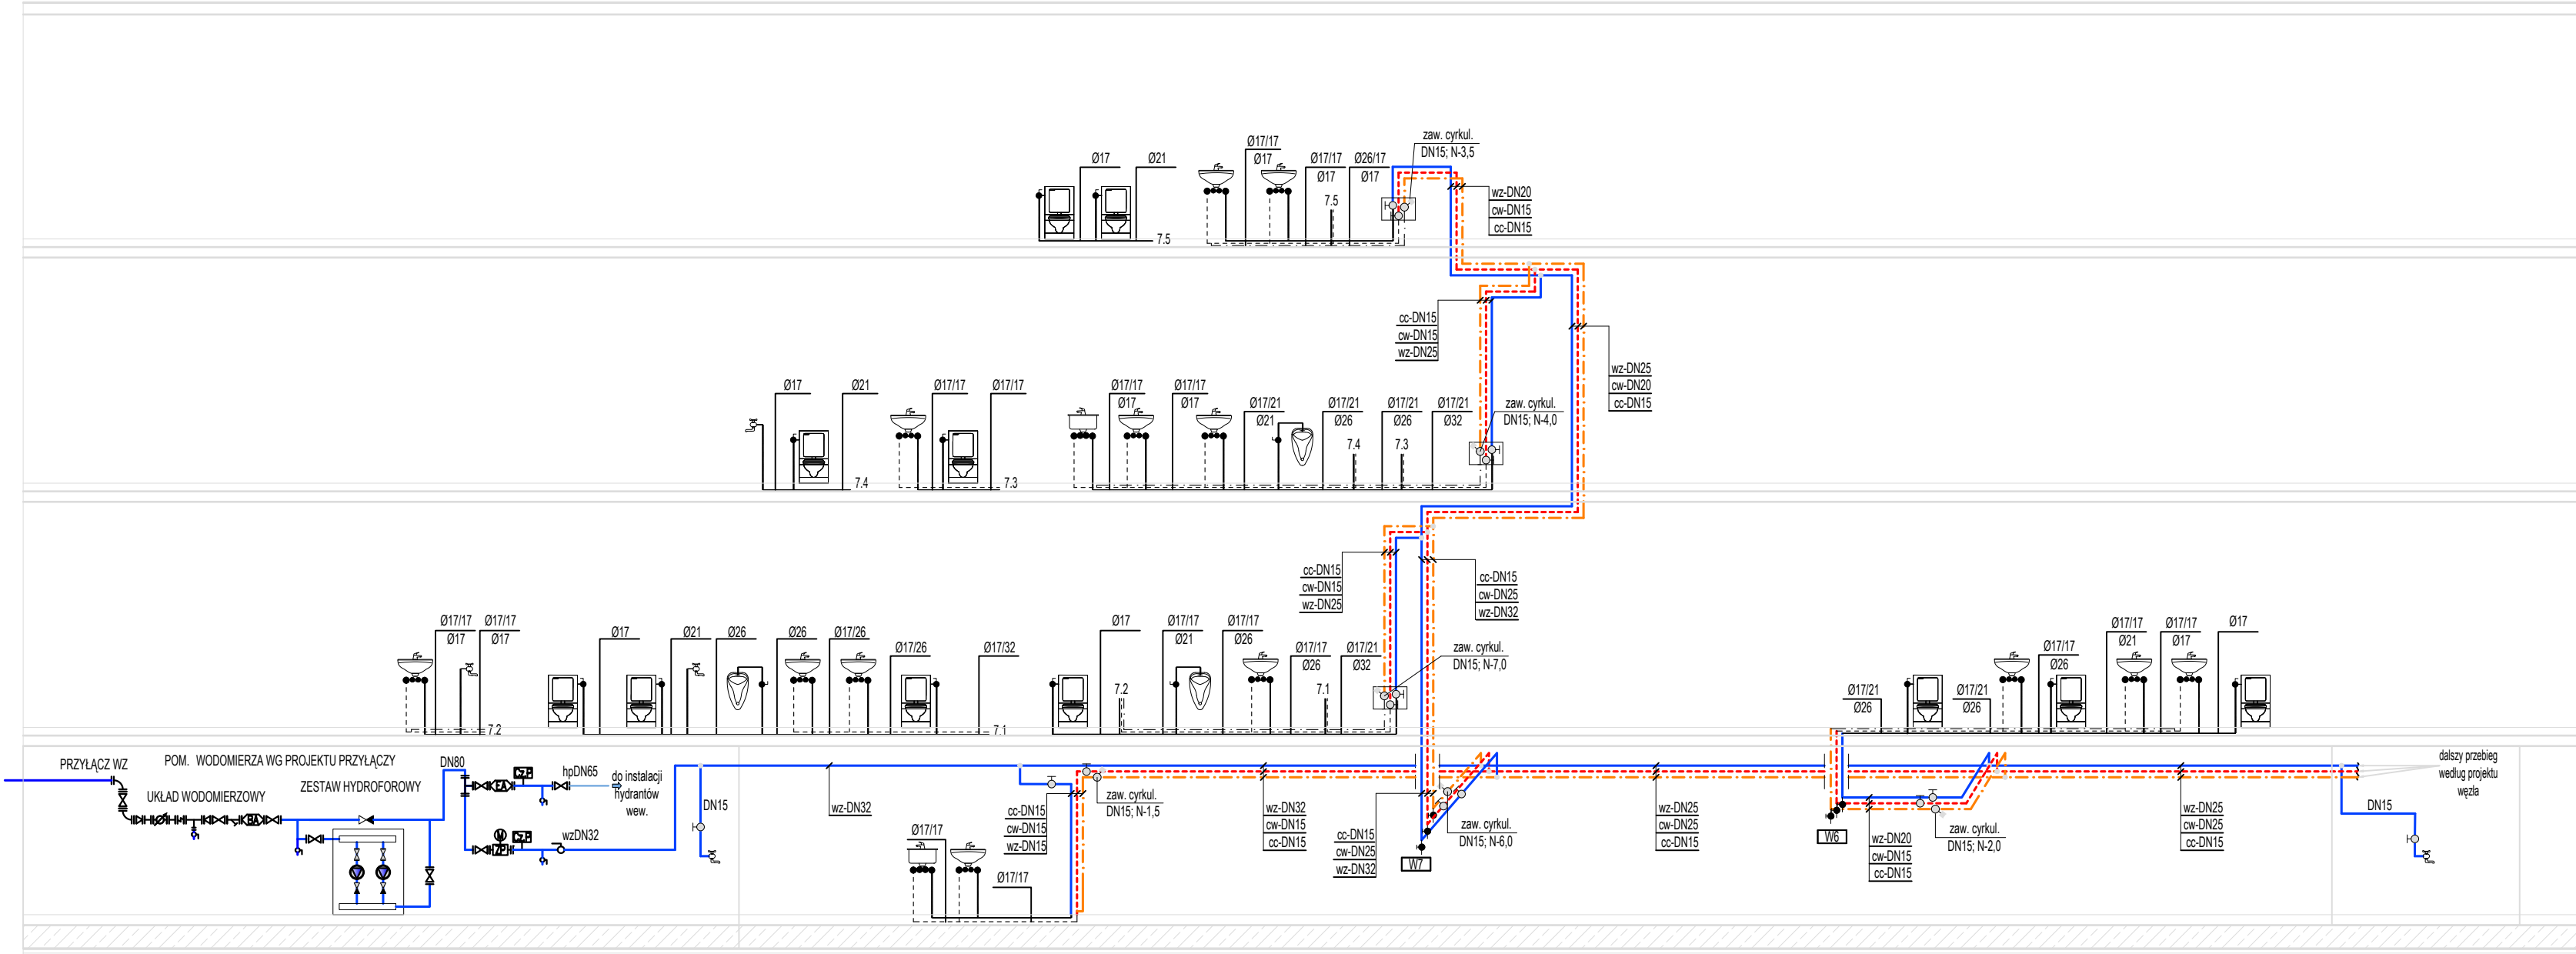 zaw. cyrkul.
DN15; N-3,5
Ø17
Ø21
Ø17/17
Ø17
Ø17/17
Ø17
Ø26/17
Ø17
7.5
7.5
wz-DN20
cw-DN15
cc-DN15
cc-DN15
cw-DN15
wz-DN25
wz-DN25
cw-DN20
cc-DN15
Ø17
Ø21
Ø17/17
Ø17/17
Ø17/17
Ø17
Ø17/17
Ø17
Ø17/21
Ø21
Ø17/21
Ø26
Ø17/21
Ø26
Ø17/21
Ø32
zaw. cyrkul.
DN15; N-4,0
7.4
7.3
7.4
7.3
cc-DN15
cw-DN15
wz-DN25
cc-DN15
cw-DN25
wz-DN32
Ø17/17
Ø17
Ø17/17
Ø17
Ø17
Ø21
Ø26
Ø26
Ø17/26
Ø17/26
Ø17/32
Ø17
Ø17/17
Ø21
Ø17/17
Ø26
Ø17/17
Ø26
Ø17/21
Ø32
zaw. cyrkul.
DN15; N-7,0
7.2
7.1
7.2
7.1
Ø17/21
Ø26
Ø17/21
Ø26
Ø17/17
Ø26
Ø17/17
Ø21
Ø17/17
Ø17
Ø17
PRZYŁĄCZ WZ
POM. WODOMIERZA WG PROJEKTU PRZYŁĄCZY
UKŁAD WODOMIERZOWY
ZESTAW HYDROFOROWY
BA
DN80
EA
CZP
hpDN65
do instalacji
hydrantów
wew.
M
ZP
CZP
wzDN32
DN15
wz-DN32
Ø17/17
Ø17/17
cc-DN15
cw-DN15
wz-DN15
zaw. cyrkul.
DN15; N-1,5
wz-DN32
cw-DN15
cc-DN15
cc-DN15
cw-DN25
wz-DN32
W7
zaw. cyrkul.
DN15; N-6,0
wz-DN25
cw-DN25
cc-DN15
W6
wz-DN20
cw-DN15
cc-DN15
zaw. cyrkul.
DN15; N-2,0
wz-DN25
cw-DN25
cc-DN15
DN15
dalszy przebieg
według projektu
węzła